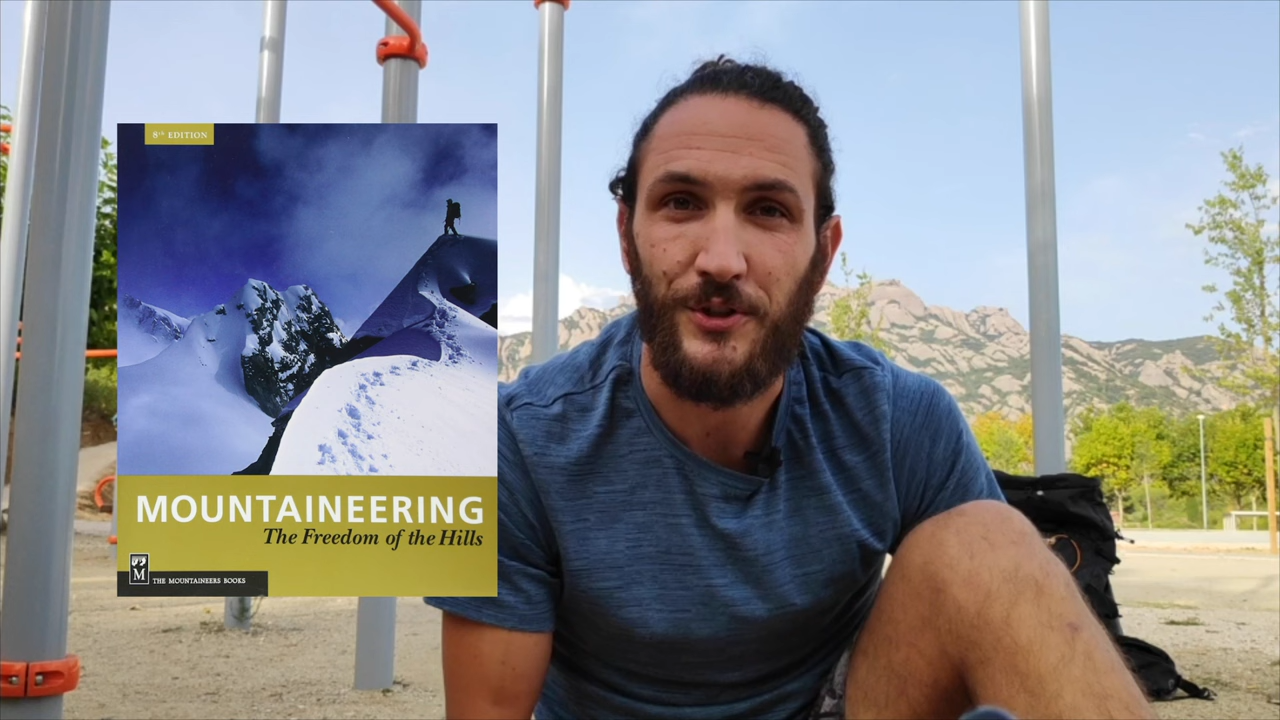 8th EDITION
MOUNTAINEERING
The Freedom of the Hills
M
THE MOUNTAINEERS BOOKS